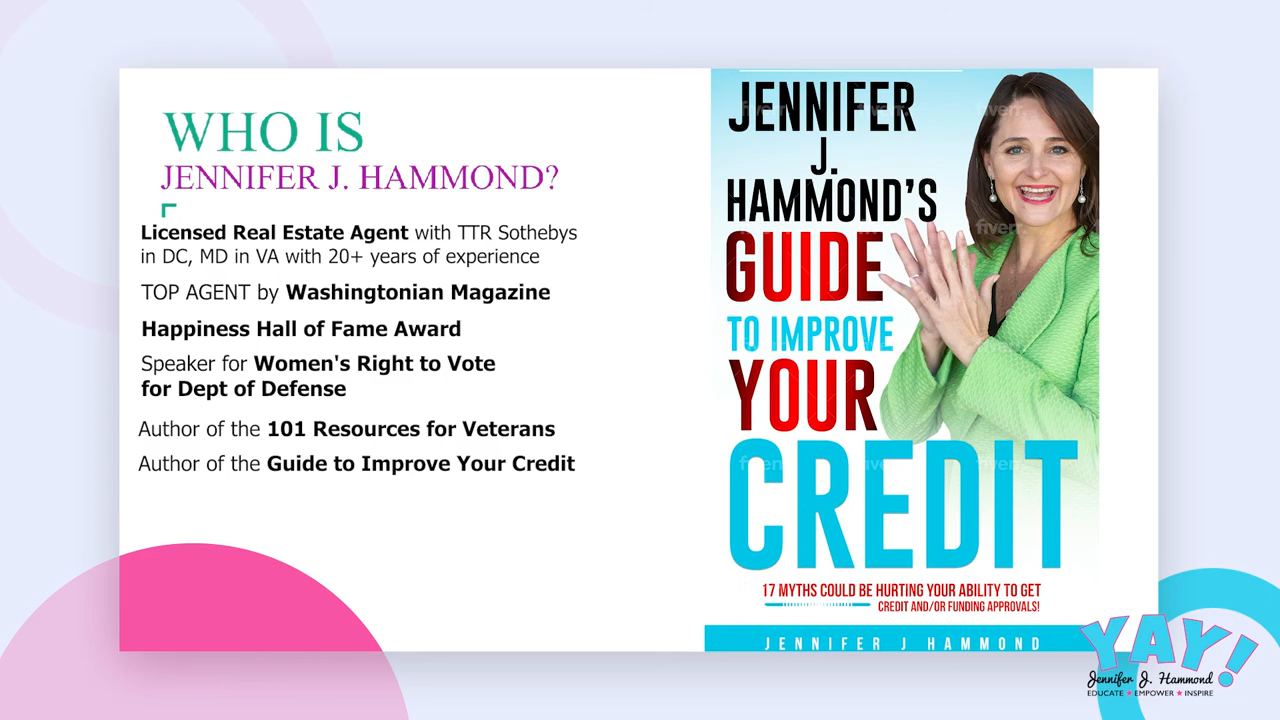 WHO IS
JENNIFER J. HAMMOND?
Licensed Real Estate Agent with TTR Sothebys
in DC, MD in VA with 20+ years of experience
TOP AGENT by Washingtonian Magazine
Happiness Hall of Fame Award
Speaker for Women's Right to Vote
for Dept of Defense
Author of the 101 Resources for Veterans
Author of the Guide to Improve Your Credit
JENNIFER
J.
HAMMOND'S
GUIDE
TO IMPROVE
YOUR
CREDIT
17 MYTHS COULD BE HURTING YOUR ABILITY TO GET
CREDIT AND/OR FUNDING APPROVALS!
JENNIFER J HAMMOND
YAY!
Jennifer J. Hammond
EDUCATE ★ EMPOWER ★ INSPIRE